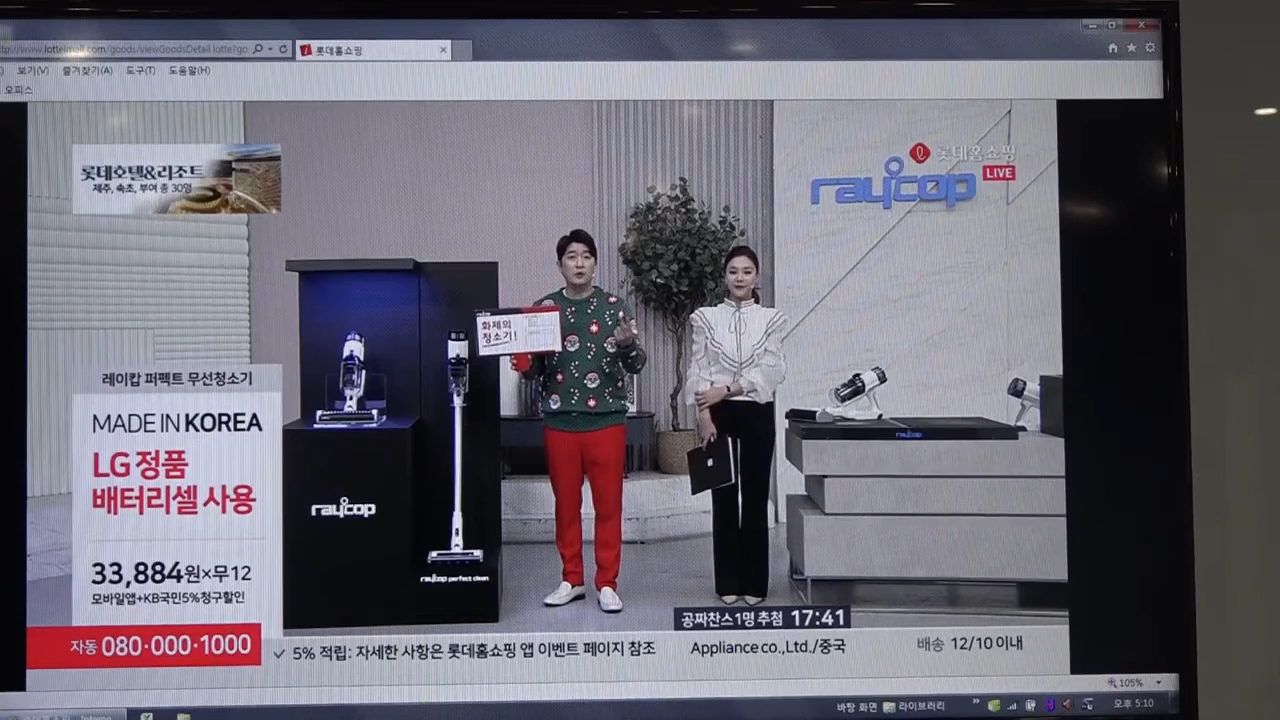 http://www.lotteimall.com/goods/viewGoodsDetail.lotte?go
롯데홈쇼핑
보기(V) 즐겨찾기(A) 도구(T) 도움말(H)
오피스
롯데호텔&리조트
제주, 속초, 부여 총 30명
롯데홈쇼핑
LIVE
raycop
화제의
청소기!
레이캅 퍼펙트 무선청소기
MADE IN KOREA
LG 정품
배터리셀 사용
33,884원×무12
모바일앱+KB국민5%청구할인
raycop
raycop perfect clean
raycop
공짜찬스1명 추첨 17:41
자동 080·000·1000
✓ 5% 적립: 자세한 사항은 롯데홈쇼핑 앱 이벤트 페이지 참조
Appliance co.,Ltd./중국
배송 12/10 이내
105%
바탕 화면 라이브러리
오후 5:10